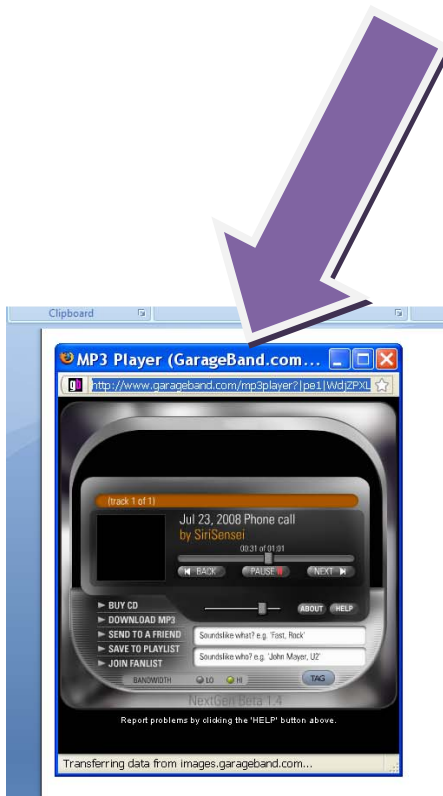 Clipboard
MP3 Player (GarageBand.com...
gb http://www.garageband.com/mp3player?|pe1|WdjZPXL
(track 1 of 1)
Jul 23, 2008 Phone call
by SiriSensei
00:31 of 01:01
BACK PAUSE NEXT
BUY CD
DOWNLOAD MP3
SEND TO A FRIEND
SAVE TO PLAYLIST
JOIN FANLIST
ABOUT HELP
Soundslike what? e.g. 'Fast, Rock'
Soundslike who? e.g. 'John Mayer, U2'
BANDWIDTH LO HI TAG
NextGen Beta 1.4
Report problems by clicking the 'HELP' button above.
Transferring data from images.garageband.com...